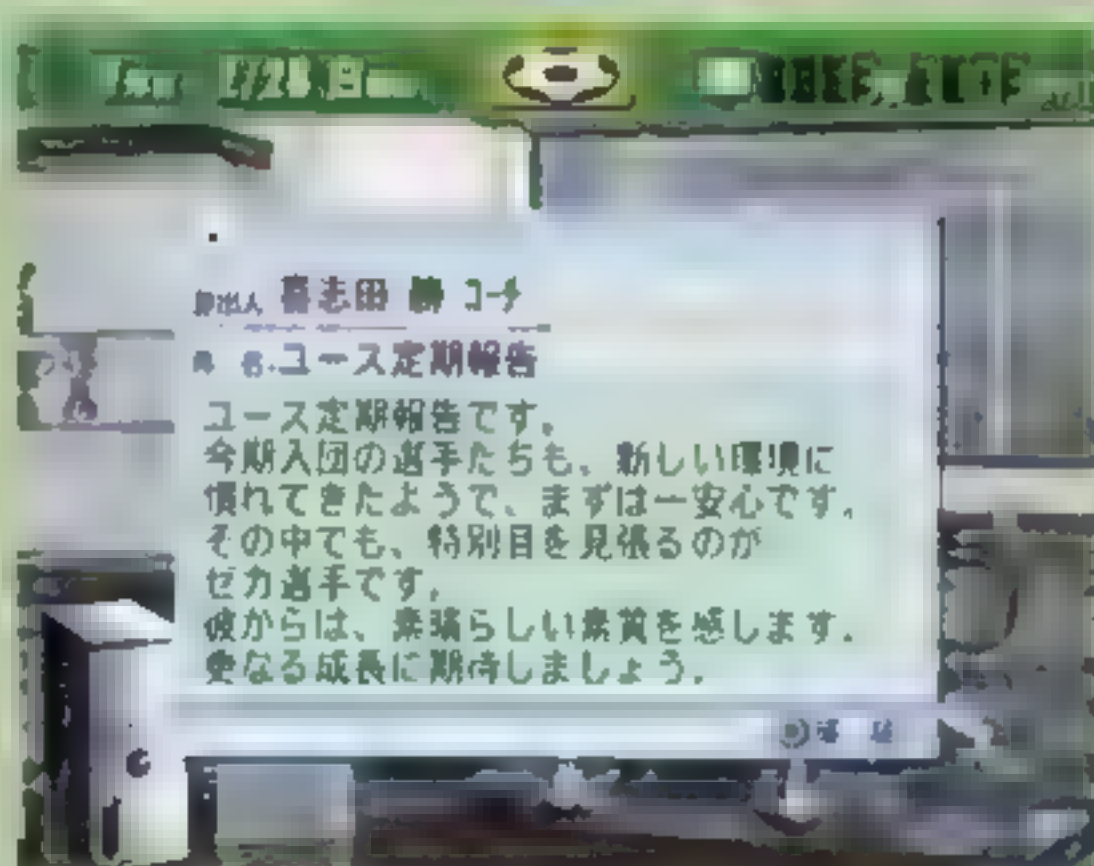 喜志田 勝 コーチ
件 名.ユース定期報告
ユース定期報告です。
今期入団の選手たちも、新しい環境に
慣れてきたようで、まずは一安心です。
その中でも、特別目を見張るのが
ゼカ選手です。
彼からは、素晴らしい素質を感じます。
更なる成長に期待しましょう。